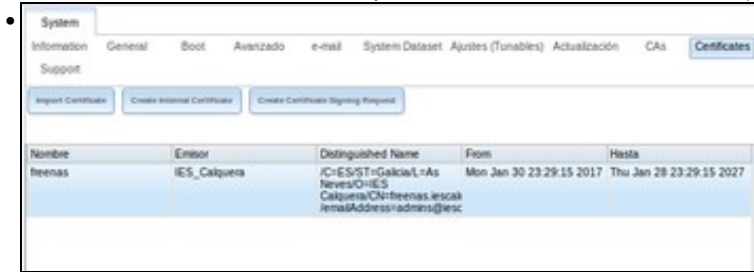 System
Information General Boot Avanzado e-mail System Dataset Ajustes (Tunables) Actualización CAs Certificates
Support
Import Certificate Create Internal Certificate Create Certificate Signing Request
Nombre Emisor Distinguished Name From Hasta
freenas IES_Calquera /C=ES/ST=Galicia/L=As Mon Jan 30 23:29:15 2017 Thu Jan 28 23:29:15 2027
Neves/O=IES
Calquera/CN=freenas.iescal
/emailAddress=admins@iesc